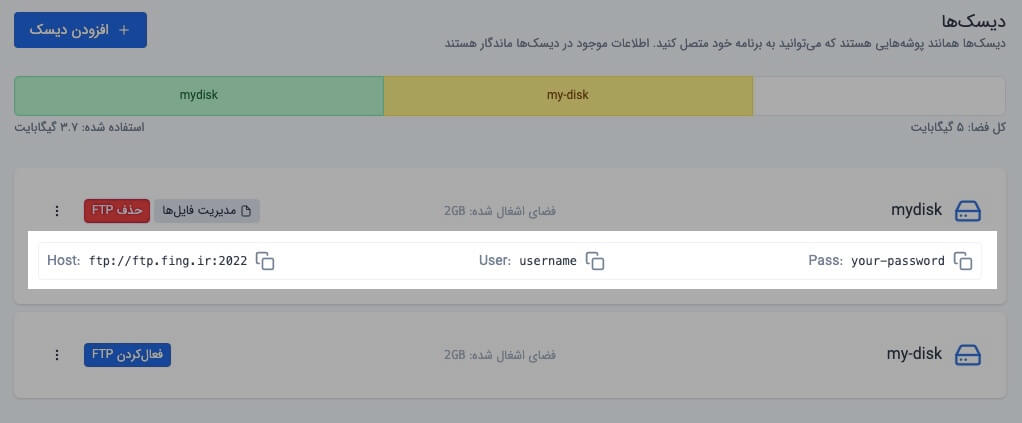 دیسک‌ها
افزودن دیسک +
دیسک‌ها همانند پوشه‌هایی هستند که می‌توانید به برنامه خود متصل کنید. اطلاعات موجود در دیسک‌ها ماندگار هستند
mydisk my-disk
کل فضا: ۵ گیگابایت
استفاده شده: ۳.۷ گیگابایت
mydisk
فضای اشغال شده: 2GB
مدیریت فایل‌ها
حذف FTP
Host: ftp://ftp.fing.ir:2022 User: username Pass: your-password
my-disk
فضای اشغال شده: 2GB
فعال‌کردن FTP